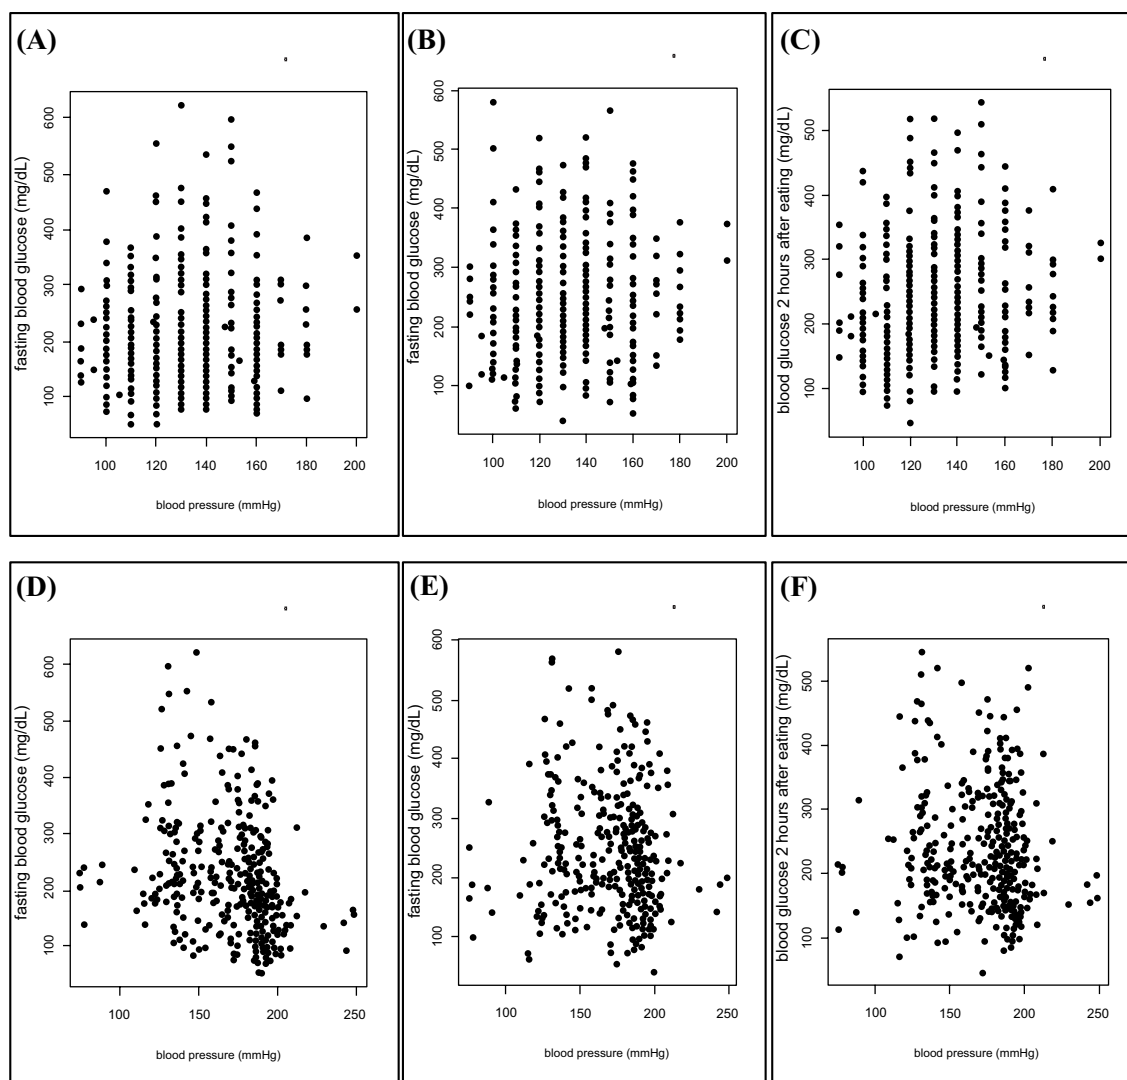 (A)
fasting blood glucose (mg/dL)
600
500
400
300
200
100
100 120 140 160 180 200
blood pressure (mmHg)
(B)
fasting blood glucose (mg/dL)
600
500
400
300
200
100
100 120 140 160 180 200
blood pressure (mmHg)
(C)
blood glucose 2 hours after eating (mg/dL)
500
400
300
200
100
100 120 140 160 180 200
blood pressure (mmHg)
(D)
fasting blood glucose (mg/dL)
600
500
400
300
200
100
100 150 200 250
blood pressure (mmHg)
(E)
fasting blood glucose (mg/dL)
600
500
400
300
200
100
100 150 200 250
blood pressure (mmHg)
(F)
blood glucose 2 hours after eating (mg/dL)
500
400
300
200
100
100 150 200 250
blood pressure (mmHg)